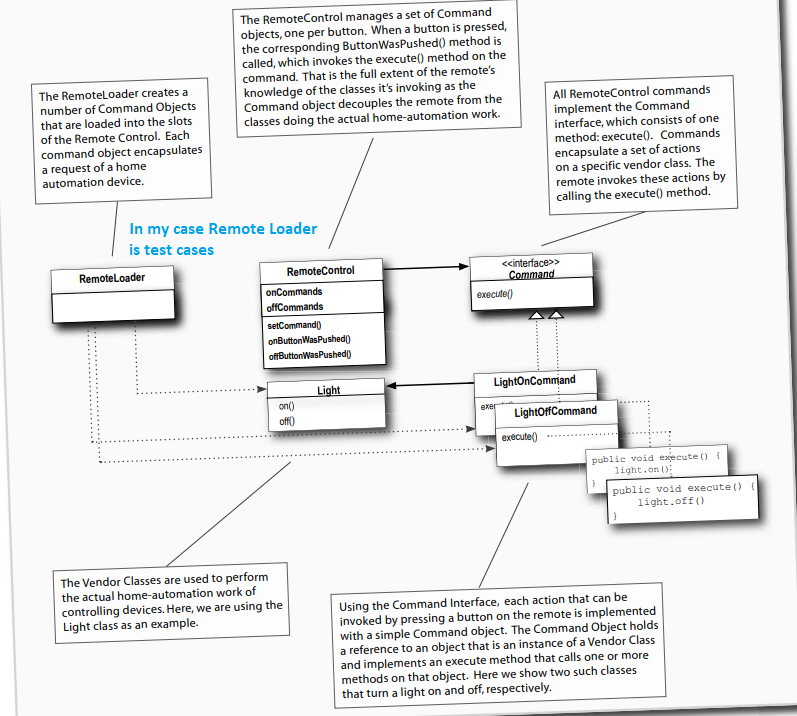 The RemoteControl manages a set of Command
objects, one per button. When a button is pressed,
the corresponding ButtonWasPushed() method is
called, which invokes the execute() method on the
command. That is the full extent of the remote's
knowledge of the classes it's invoking as the
Command object decouples the remote from the
classes doing the actual home-automation work.
The RemoteLoader creates a
number of Command Objects
that are loaded into the slots
of the Remote Control. Each
command object encapsulates
a request of a home
automation device.
All RemoteControl commands
implement the Command
interface, which consists of one
method: execute(). Commands
encapsulate a set of actions
on a specific vendor class. The
remote invokes these actions by
calling the execute() method.
In my case Remote Loader
is test cases
RemoteLoader
RemoteControl
onCommands
offCommands
setCommand()
onButtonWasPushed()
offButtonWasPushed()
<<interface>>
Command
execute()
Light
on()
off()
LightOnCommand
LightOffCommand
execute()
public void execute() {
light.on()
}
public void execute() {
light.off()
}
The Vendor Classes are used to perform
the actual home-automation work of
controlling devices. Here, we are using the
Light class as an example.
Using the Command Interface, each action that can be
invoked by pressing a button on the remote is implemented
with a simple Command object. The Command Object holds
a reference to an object that is an instance of a Vendor Class
and implements an execute method that calls one or more
methods on that object. Here we show two such classes
that turn a light on and off, respectively.